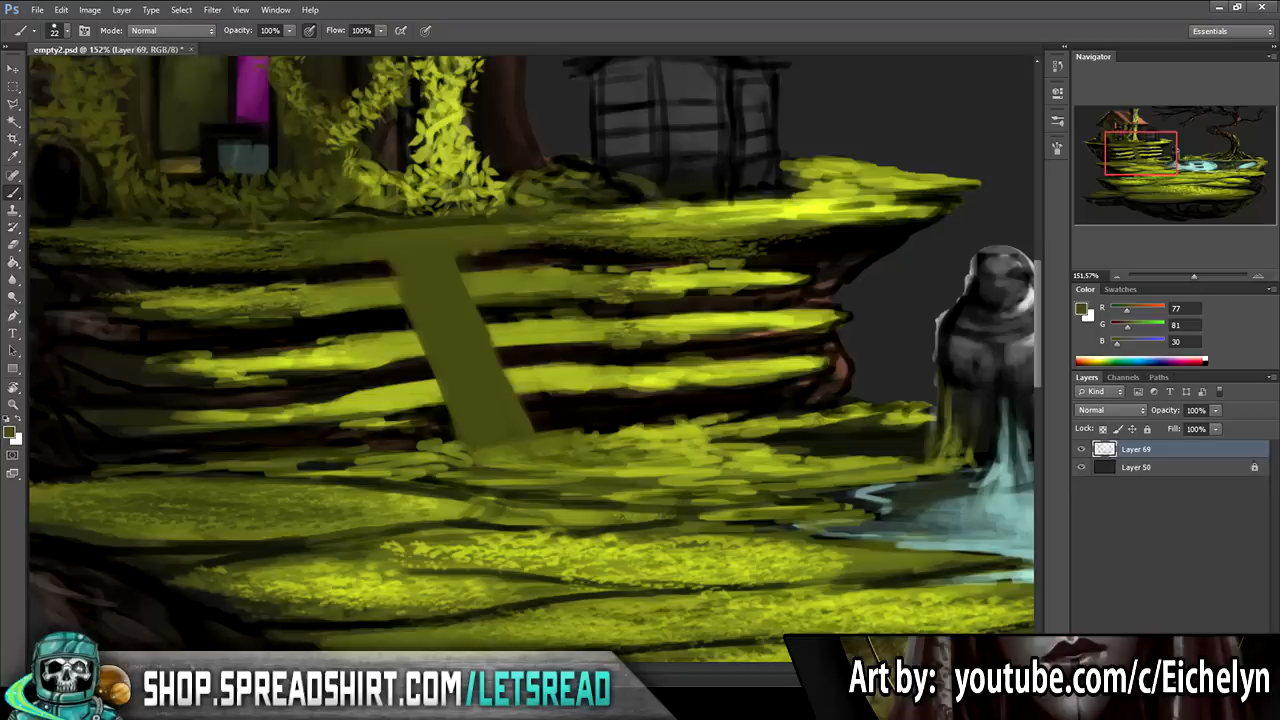 Ps File Edit Image Layer Type Select Filter View Window Help
22 Mode: Normal Opacity: 100% Flow: 100% Essentials
empty2.psd @ 152% (Layer 69, RGB/8) * ×
Navigator
151.57%
Color Swatches
R 77
G 81
B 30
Layers Channels Paths
Kind
Normal Opacity: 100%
Lock: Fill: 100%
Layer 69
Layer 50
SHOP.SPREADSHIRT.COM/LETSREAD
Art by: youtube.com/c/Eichelyn